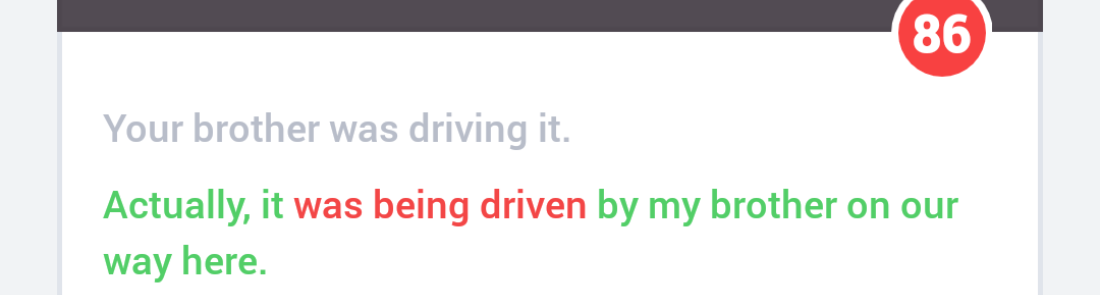 86
Your brother was driving it.
Actually, it was being driven by my brother on our
way here.